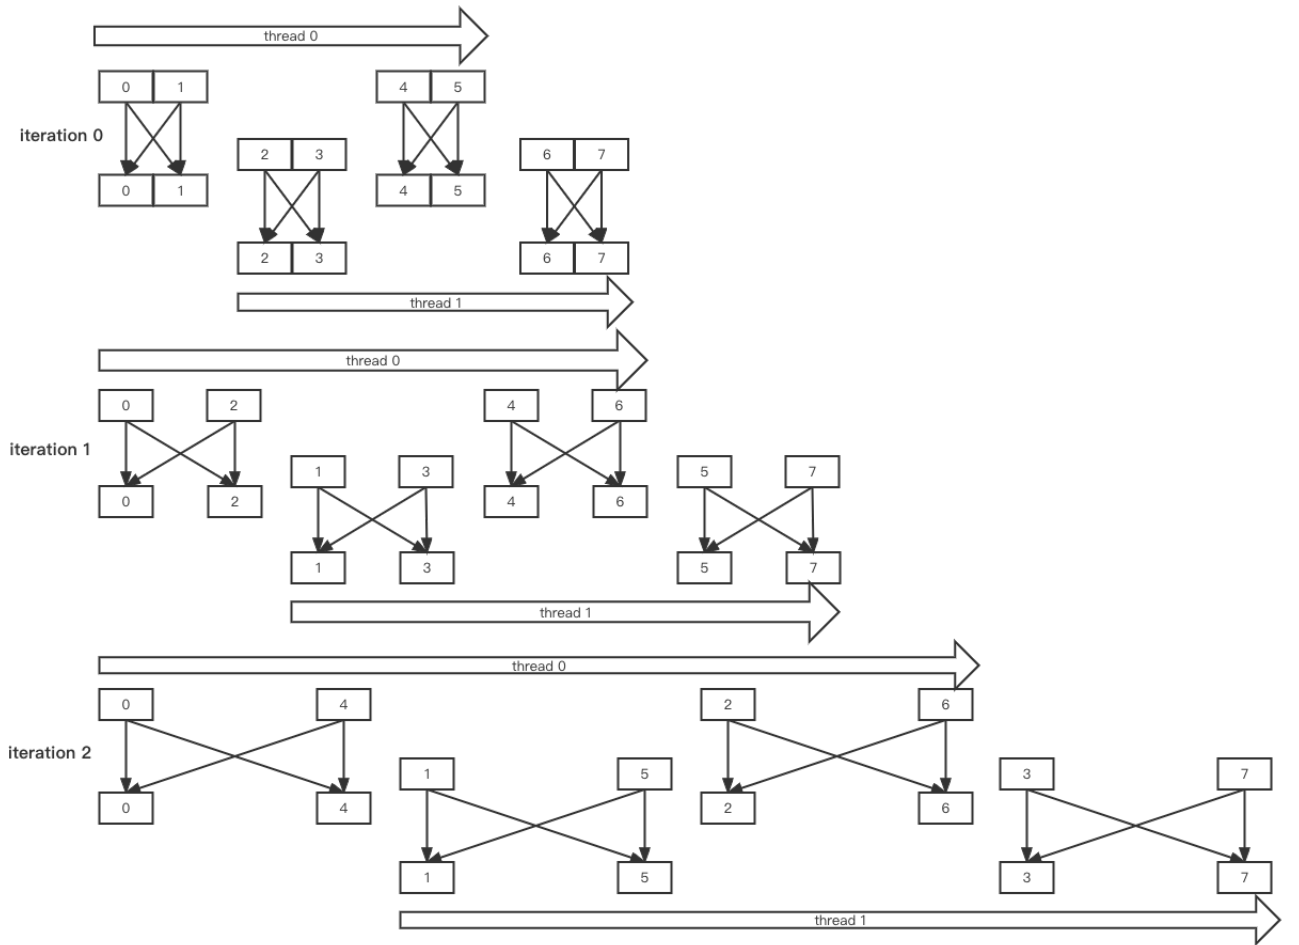 thread 0
0 1 4 5
iteration 0
2 3 6 7
0 1 4 5
2 3 6 7
thread 1
thread 0
0 2 4 6
iteration 1
1 3 5 7
0 2 4 6
1 3 5 7
thread 1
thread 0
0 4 2 6
iteration 2
1 5 3 7
0 4 2 6
1 5 3 7
thread 1